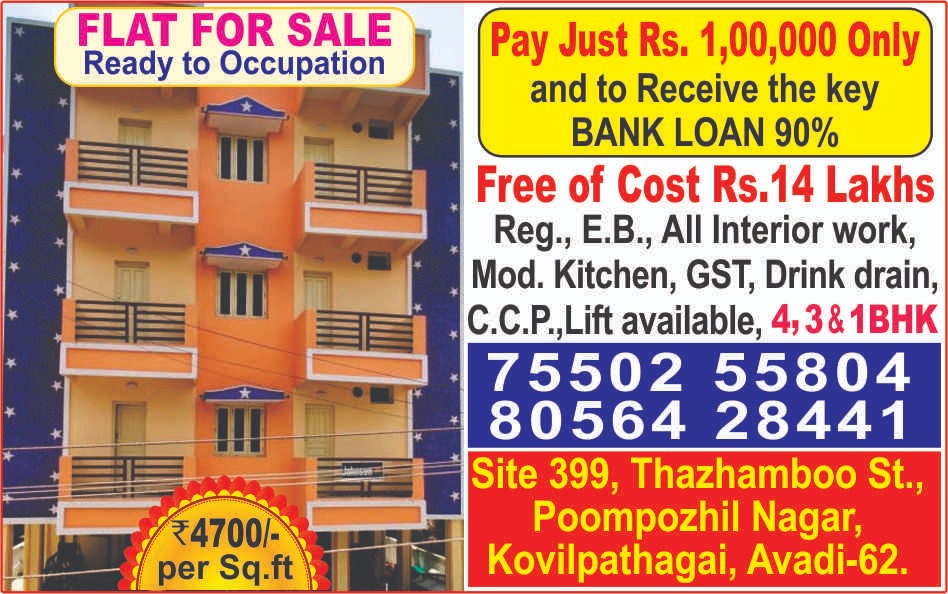 FLAT FOR SALE
Ready to Occupation
₹4700/-
per Sq.ft
Pay Just Rs. 1,00,000 Only
and to Receive the key
BANK LOAN 90%
Free of Cost Rs.14 Lakhs
Reg., E.B., All Interior work,
Mod. Kitchen, GST, Drink drain,
C.C.P.,Lift available, 4, 3 & 1BHK
75502 55804
80564 28441
Site 399, Thazhamboo St.,
Poompozhil Nagar,
Kovilpathagai, Avadi-62.